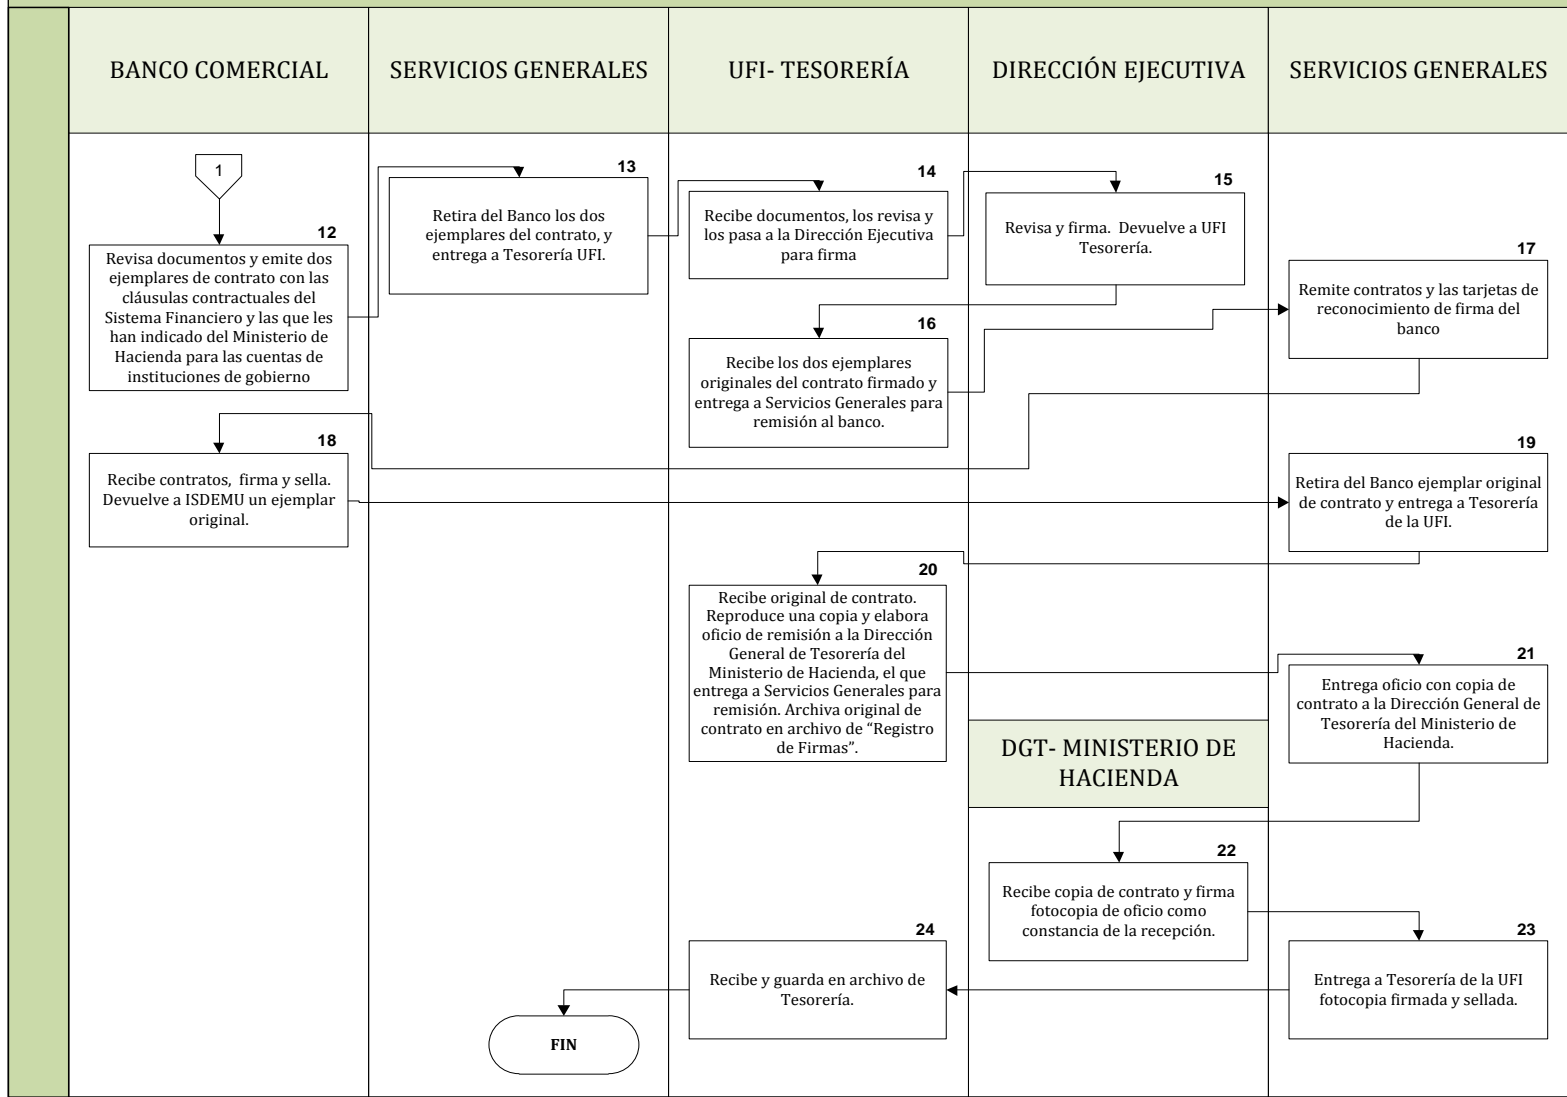 BANCO COMERCIAL
SERVICIOS GENERALES
UFI- TESORERÍA
DIRECCIÓN EJECUTIVA
SERVICIOS GENERALES
1
12
Revisa documentos y emite dos
ejemplares de contrato con las
cláusulas contractuales del
Sistema Financiero y las que les
han indicado del Ministerio de
Hacienda para las cuentas de
instituciones de gobierno
13
Retira del Banco los dos
ejemplares del contrato, y
entrega a Tesorería UFI.
14
Recibe documentos, los revisa y
los pasa a la Dirección Ejecutiva
para firma
15
Revisa y firma.  Devuelve a UFI
Tesorería.
16
Recibe los dos ejemplares
originales del contrato firmado y
entrega a Servicios Generales para
remisión al banco.
17
Remite contratos y las tarjetas de
reconocimiento de firma del
banco
18
Recibe contratos,  firma y sella.
Devuelve a ISDEMU un ejemplar
original.
19
Retira del Banco ejemplar original
de contrato y entrega a Tesorería
de la UFI.
20
Recibe original de contrato.
Reproduce una copia y elabora
oficio de remisión a la Dirección
General de Tesorería del
Ministerio de Hacienda, el que
entrega a Servicios Generales para
remisión. Archiva original de
contrato en archivo de “Registro
de Firmas”.
21
Entrega oficio con copia de
contrato a la Dirección General de
Tesorería del Ministerio de
Hacienda.
DGT- MINISTERIO DE
HACIENDA
22
Recibe copia de contrato y firma
fotocopia de oficio como
constancia de la recepción.
23
Entrega a Tesorería de la UFI
fotocopia firmada y sellada.
24
Recibe y guarda en archivo de
Tesorería.
FIN